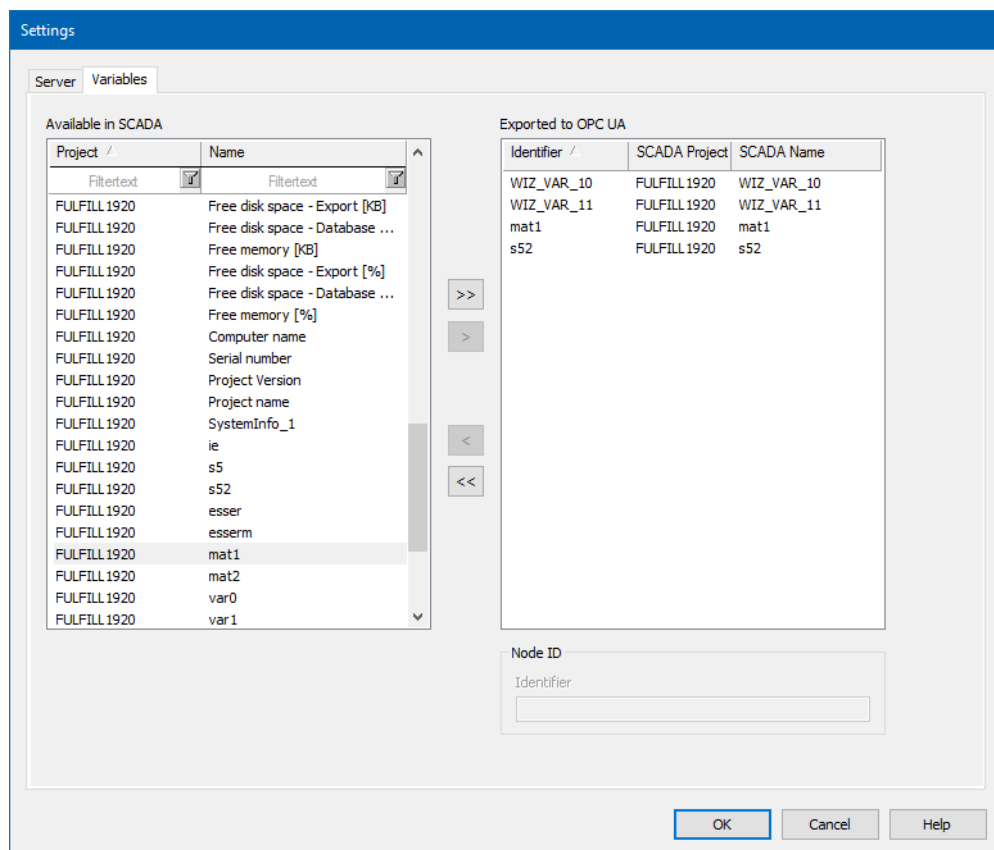 Settings
Server Variables
Available in SCADA
Project Name
Filtertext Filtertext
FULFILL1920 Free disk space - Export [KB]
FULFILL1920 Free disk space - Database ...
FULFILL1920 Free memory [KB]
FULFILL1920 Free disk space - Export [%]
FULFILL1920 Free disk space - Database ...
FULFILL1920 Free memory [%]
FULFILL1920 Computer name
FULFILL1920 Serial number
FULFILL1920 Project Version
FULFILL1920 Project name
FULFILL1920 SystemInfo_1
FULFILL1920 ie
FULFILL1920 s5
FULFILL1920 s52
FULFILL1920 esser
FULFILL1920 esserm
FULFILL1920 mat1
FULFILL1920 mat2
FULFILL1920 var0
FULFILL1920 var1
>>
>
<
<<
Exported to OPC UA
Identifier SCADA Project SCADA Name
WIZ_VAR_10 FULFILL1920 WIZ_VAR_10
WIZ_VAR_11 FULFILL1920 WIZ_VAR_11
mat1 FULFILL1920 mat1
s52 FULFILL1920 s52
Node ID
Identifier
OK Cancel Help